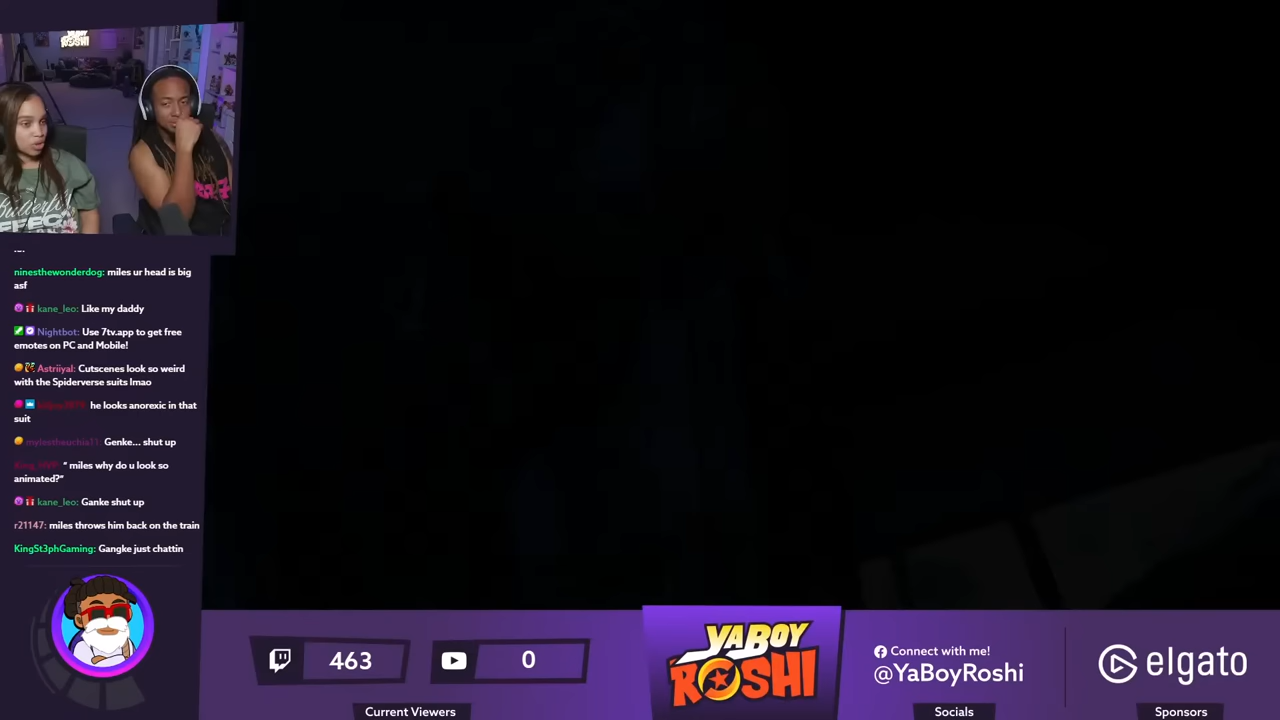 YABOY
ROSHI
ninesthewonderdog: miles ur head is big
asf
kane_leo: Like my daddy
Nightbot: Use 7tv.app to get free
emotes on PC and Mobile!
Astriiyal: Cutscenes look so weird
with the Spiderverse suits lmao
he looks anorexic in that
suit
Genke... shut up
" miles why do u look so
animated?"
kane_leo: Ganke shut up
r21147: miles throws him back on the train
KingSt3phGaming: Gangke just chattin
463
0
Current Viewers
YABOY
ROSHI
Connect with me!
@YaBoyRoshi
Socials
elgato
Sponsors